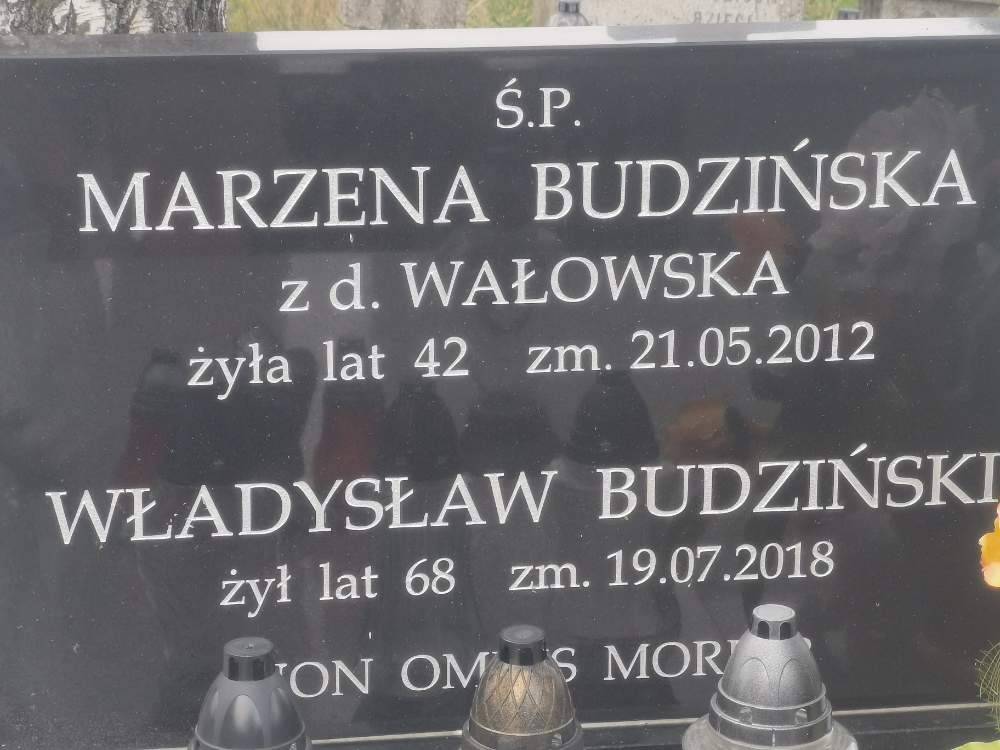 Ś.P.
MARZENA BUDZIŃSKA
z d. WAŁOWSKA
żyła lat 42 zm. 21.05.2012
WŁADYSŁAW BUDZIŃSKI
żył lat 68 zm. 19.07.2018
NON